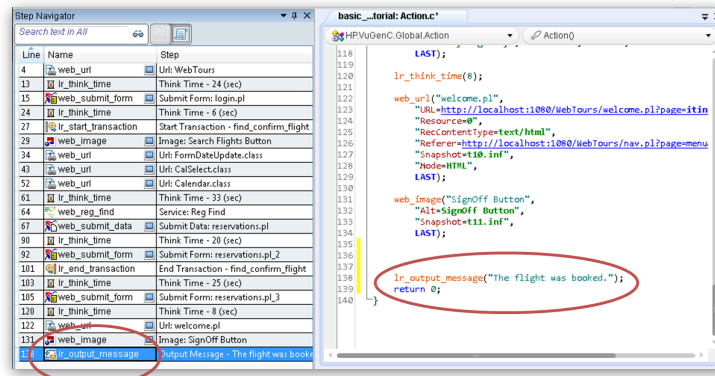 Step Navigator
Search text in All
Line Name Step
4 web_url Url: WebTours
13 lr_think_time Think Time - 24 (sec)
15 web_submit_form Submit Form: login.pl
24 lr_think_time Think Time - 6 (sec)
27 lr_start_transaction Start Transaction - find_confirm_flight
29 web_image Image: Search Flights Button
34 web_url Url: FormDateUpdate.class
43 web_url Url: CalSelect.class
52 web_url Url: Calendar.class
61 lr_think_time Think Time - 33 (sec)
64 web_reg_find Service: Reg Find
67 web_submit_data Submit Data: reservations.pl
90 lr_think_time Think Time - 20 (sec)
92 web_submit_form Submit Form: reservations.pl_2
101 lr_end_transaction End Transaction - find_confirm_flight
103 lr_think_time Think Time - 25 (sec)
105 web_submit_form Submit Form: reservations.pl_3
120 lr_think_time Think Time - 8 (sec)
122 web_url Url: welcome.pl
131 web_image Image: SignOff Button
138 lr_output_message Output Message - The flight was booke
basic_...torial: Action.c*
HP.VuGenC.Global.Action Action()
118 LAST);
119
120 lr_think_time(8);
121
122 web_url("welcome.pl",
123 "URL=http://localhost:1080/WebTours/welcome.pl?page=itin
124 "Resource=0",
125 "RecContentType=text/html",
126 "Referer=http://localhost:1080/WebTours/nav.pl?page=menu
127 "Snapshot=t10.inf",
128 "Mode=HTML",
129 LAST);
130
131 web_image("SignOff Button",
132 "Alt=SignOff Button",
133 "Snapshot=t11.inf",
134 LAST);
135
136
137
138 lr_output_message("The flight was booked.");
139 return 0;
140 }